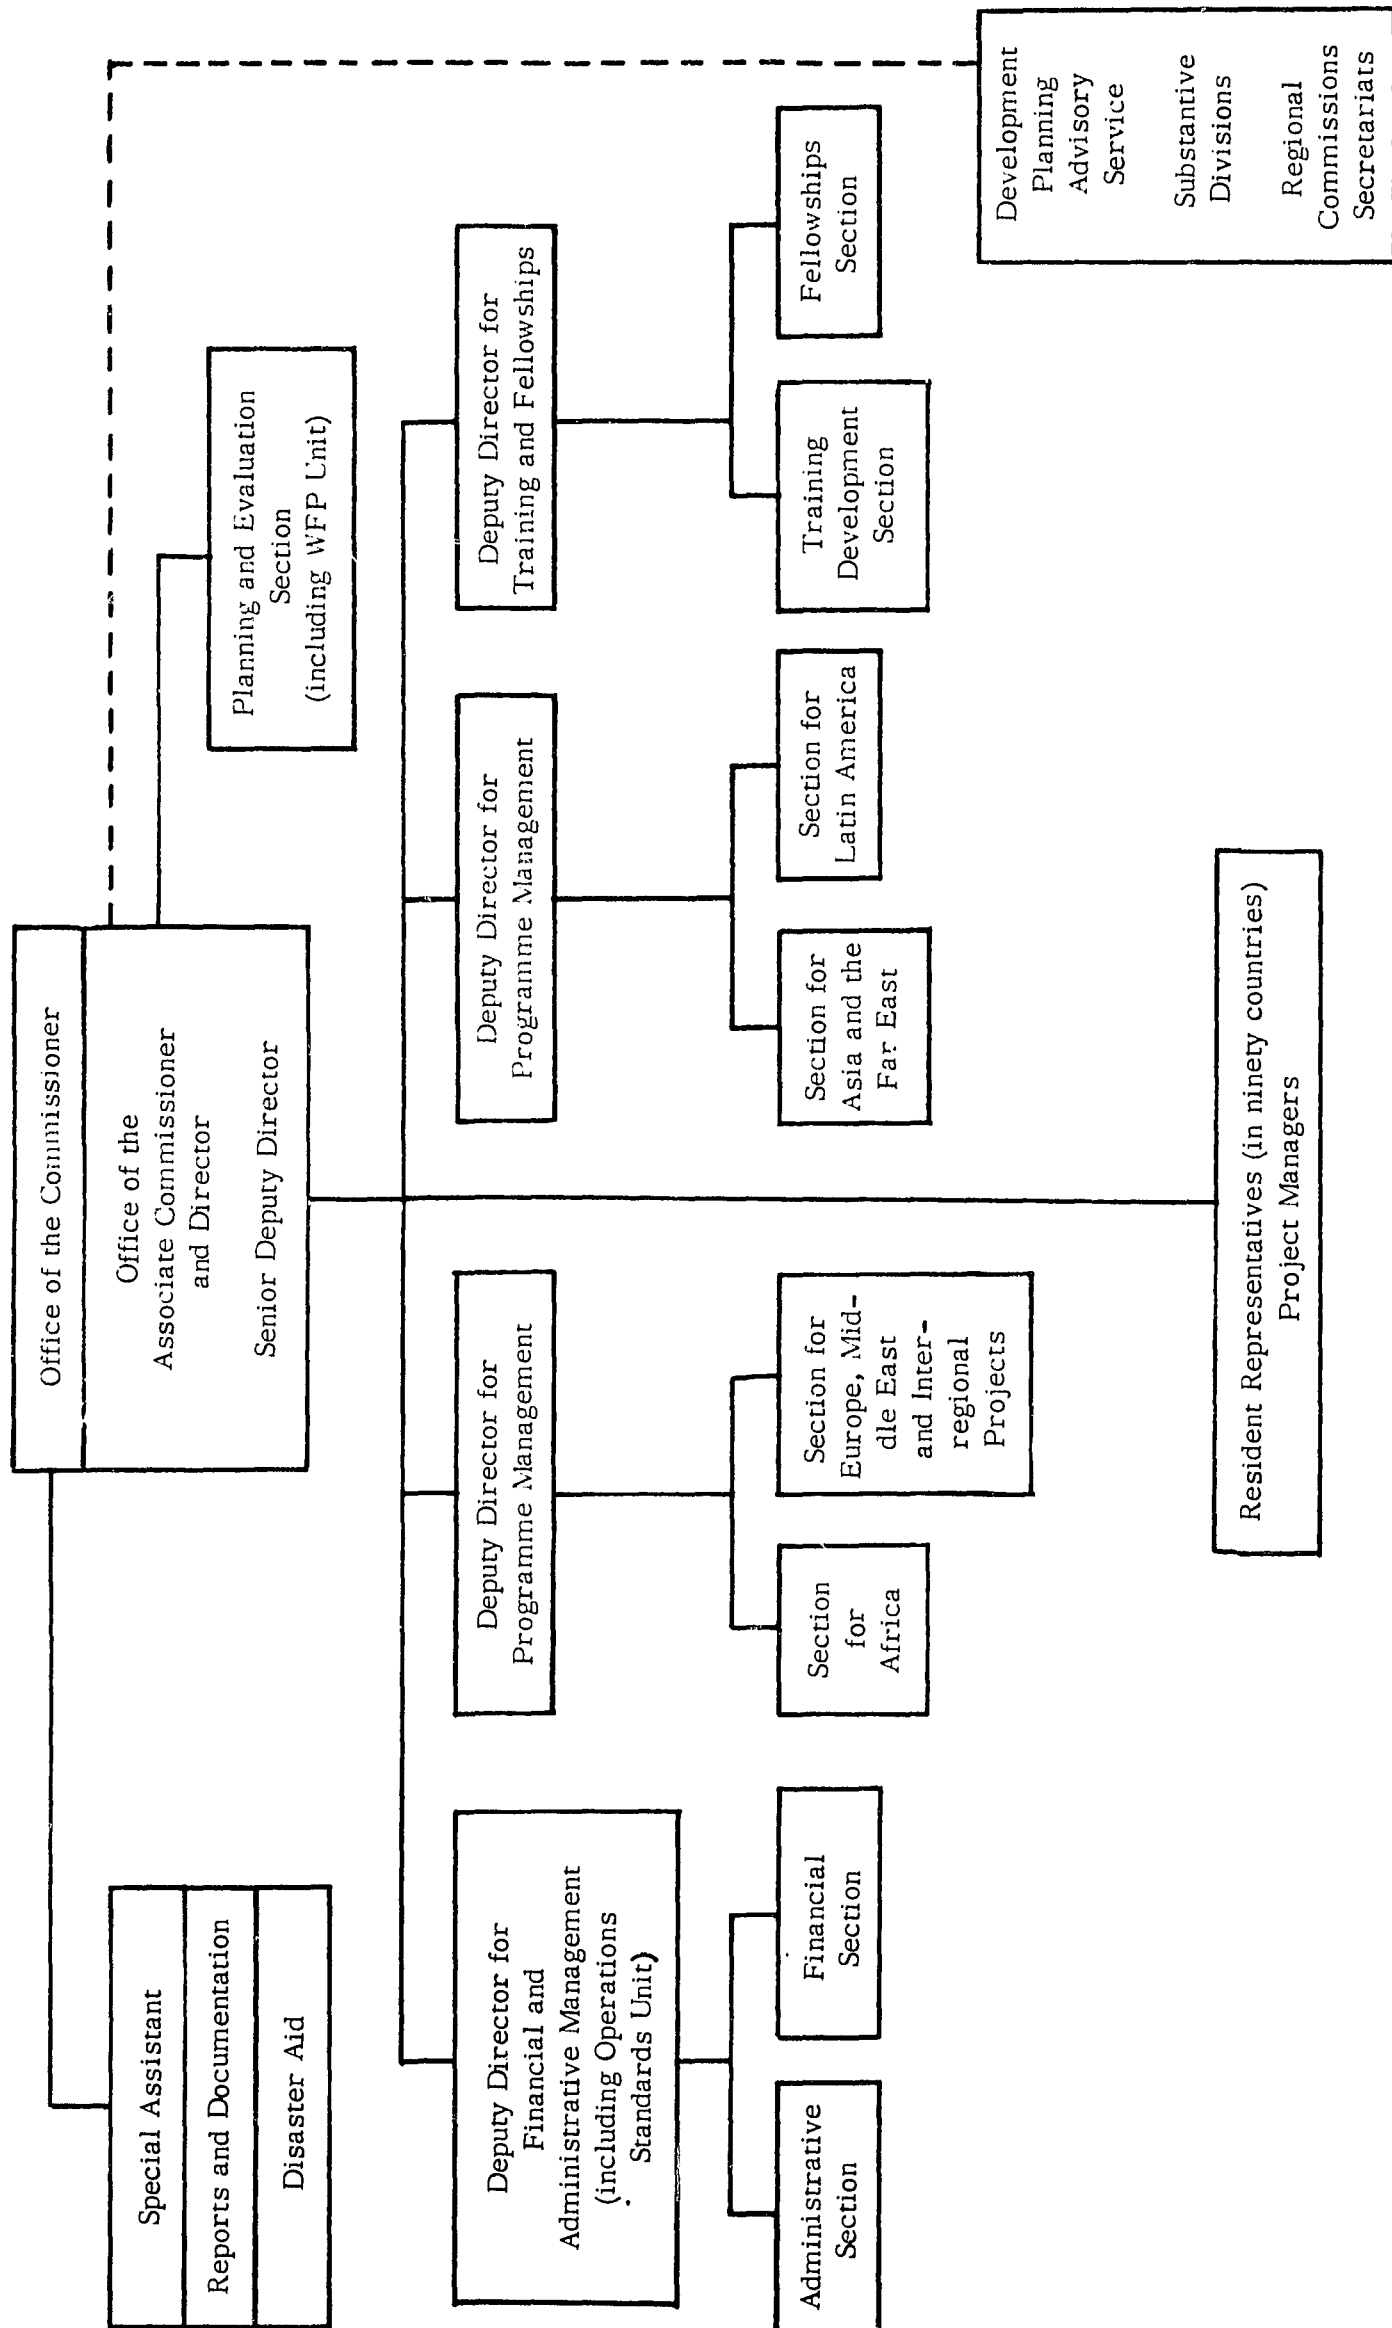 Office of the Commissioner
Office of the
Associate Commissioner
and Director
Senior Deputy Director
Special Assistant
Reports and Documentation
Disaster Aid
Planning and Evaluation
Section
(including WFP Unit)
Deputy Director for
Financial and
Administrative Management
(including Operations
Standards Unit)
Deputy Director for
Programme Management
Deputy Director for
Programme Management
Deputy Director for
Training and Fellowships
Administrative
Section
Financial
Section
Section
for
Africa
Section for
Europe, Mid-
dle East
and Inter-
regional
Projects
Section for
Asia and the
Far East
Section for
Latin America
Training
Development
Section
Fellowships
Section
Development
Planning
Advisory
Service
Substantive
Divisions
Regional
Commissions
Secretariats
Resident Representatives (in ninety countries)
Project Managers